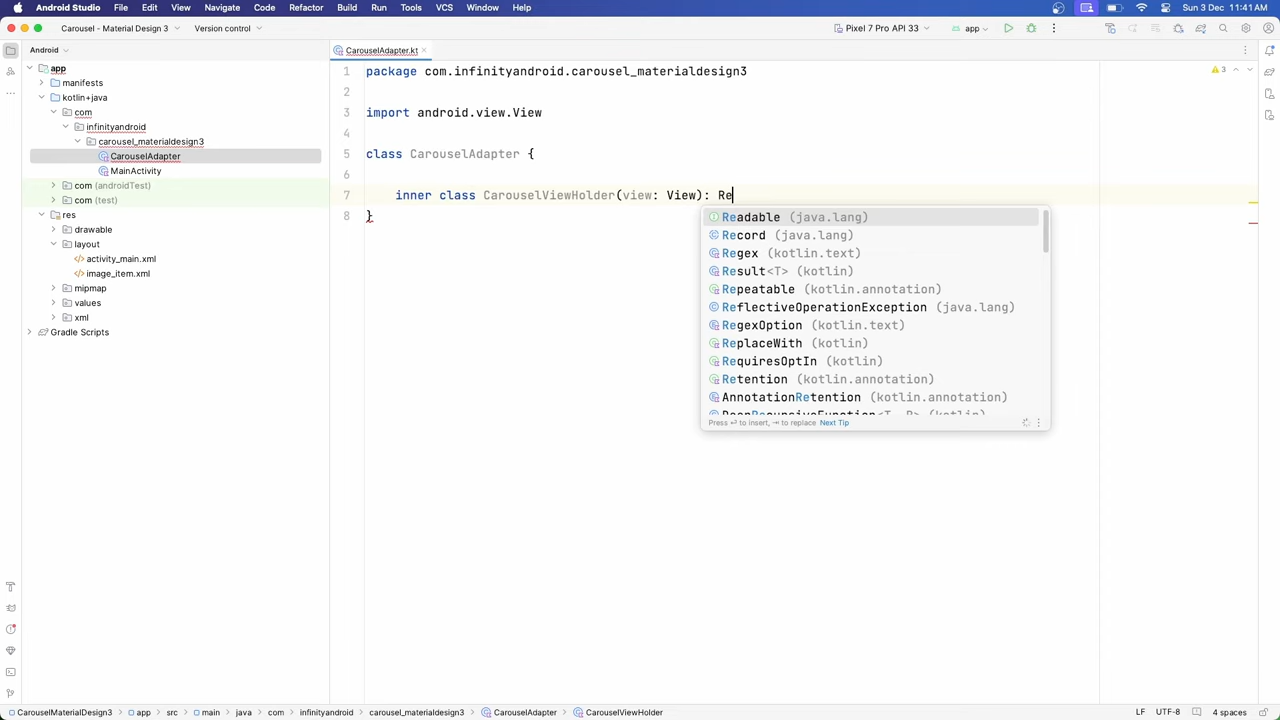 Android Studio File Edit View Navigate Code Refactor Build Run Tools Git Window Help Sun 3 Dec 11:41 AM
Carousel - Material Design 3 Version control Pixel 7 Pro API 33 app
Android
CarouselAdapter.kt
app
manifests
kotlin+java
com
infinityandroid
carousel_materialdesign3
CarouselAdapter
MainActivity
com (androidTest)
com (test)
res
drawable
layout
activity_main.xml
image_item.xml
mipmap
values
xml
Gradle Scripts
3
1 package com.infinityandroid.carousel_materialdesign3
2
3 import android.view.View
4
5 class CarouselAdapter {
6
7 inner class CarouselViewHolder(view: View): Re
8 }
Readable (java.lang)
Record (java.lang)
Regex (kotlin.text)
Result<T> (kotlin)
Repeatable (kotlin.annotation)
ReflectiveOperationException (java.lang)
RegexOption (kotlin.text)
ReplaceWith (kotlin)
RequiresOptIn (kotlin)
Retention (kotlin.annotation)
AnnotationRetention (kotlin.annotation)
DeepRecursiveFunction<T, R> (kotlin)
Press ⏎ to insert, ⇥ to replace Next Tip
CarouselMaterialDesign3 app src main java com infinityandroid carousel_materialdesign3 CarouselAdapter CarouselViewHolder LF UTF-8 4 spaces